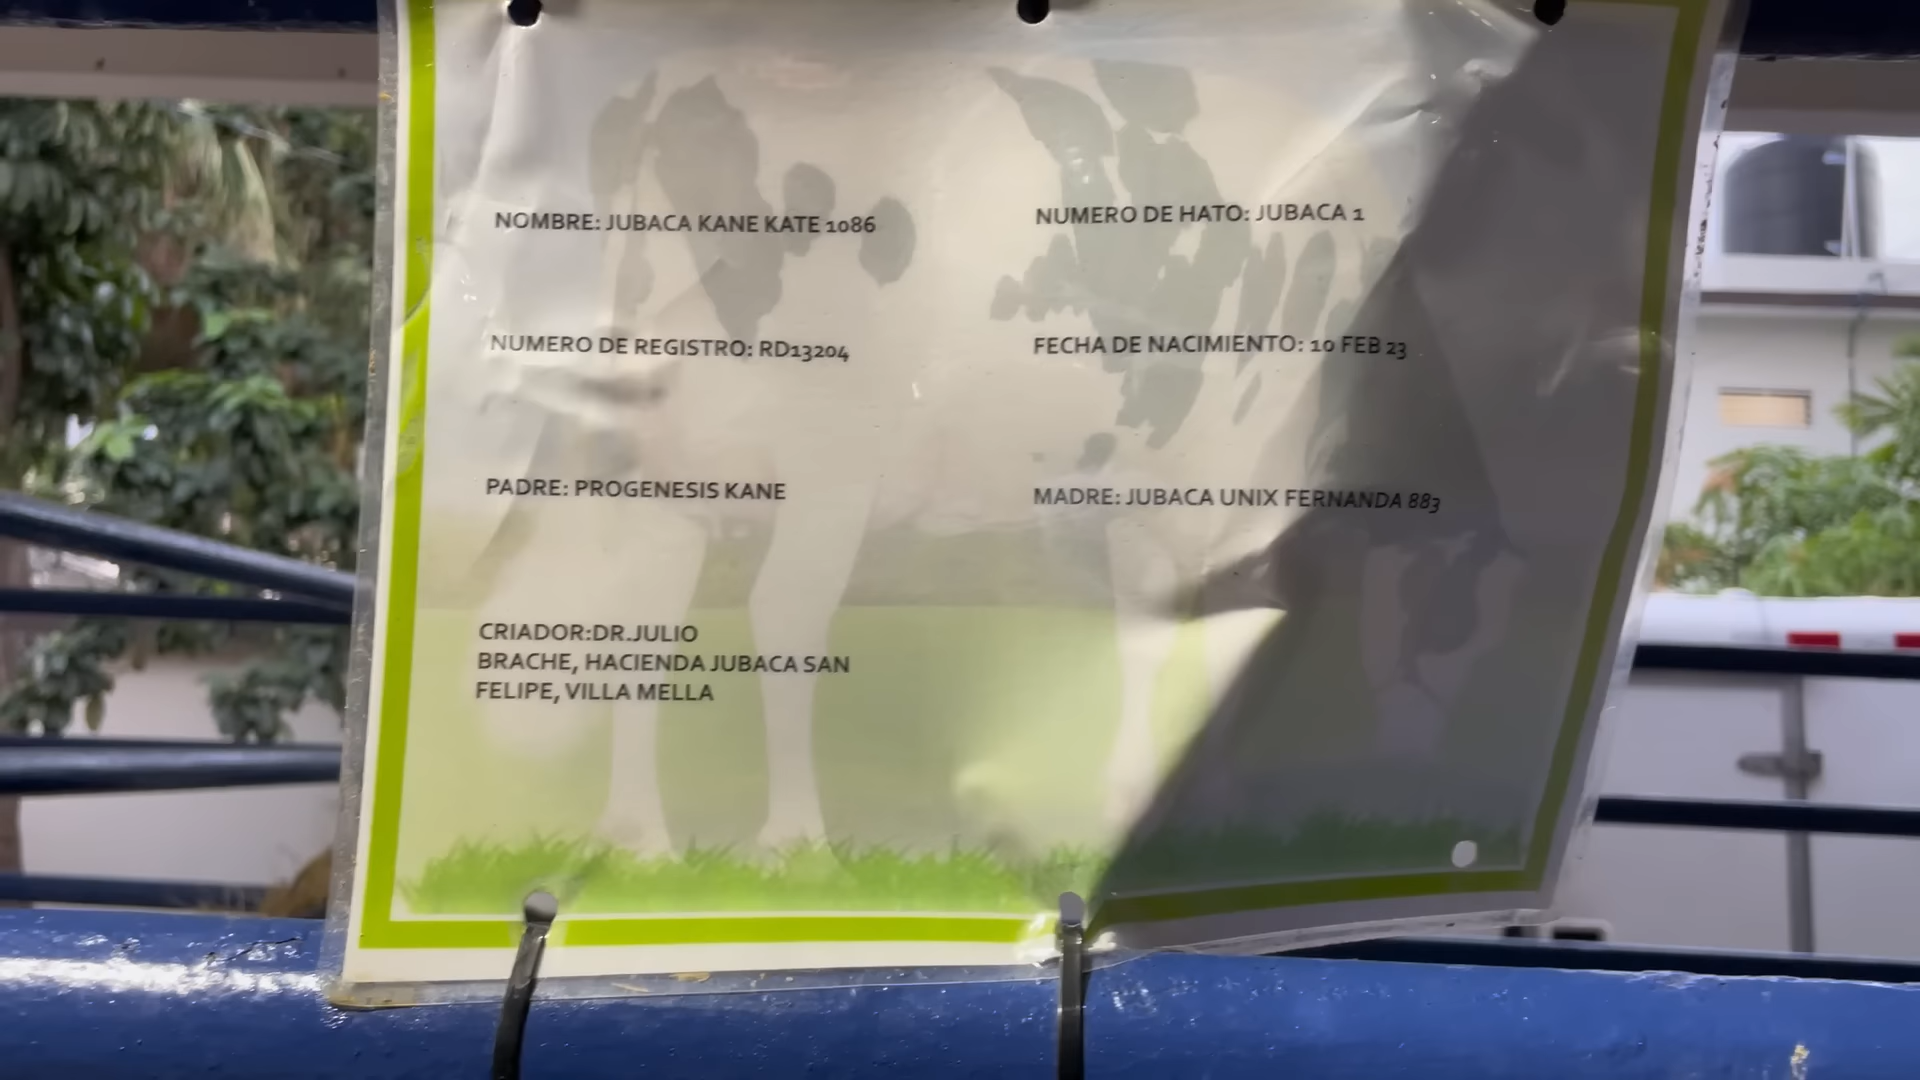 NOMBRE: JUBACA KANE KATE 1086
NUMERO DE HATO: JUBACA 1
NUMERO DE REGISTRO: RD13204
FECHA DE NACIMIENTO: 10 FEB 23
PADRE: PROGENESIS KANE
MADRE: JUBACA UNIX FERNANDA 883
CRIADOR:DR.JULIO
BRACHE, HACIENDA JUBACA SAN
FELIPE, VILLA MELLA